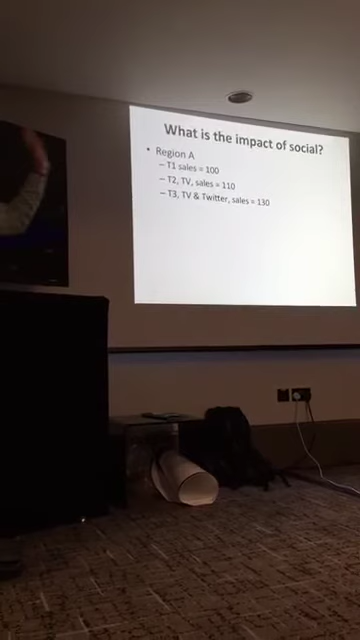 What is the impact of social?
• Region A
– T1 sales = 100
– T2, TV, sales = 110
– T3, TV & Twitter, sales = 130